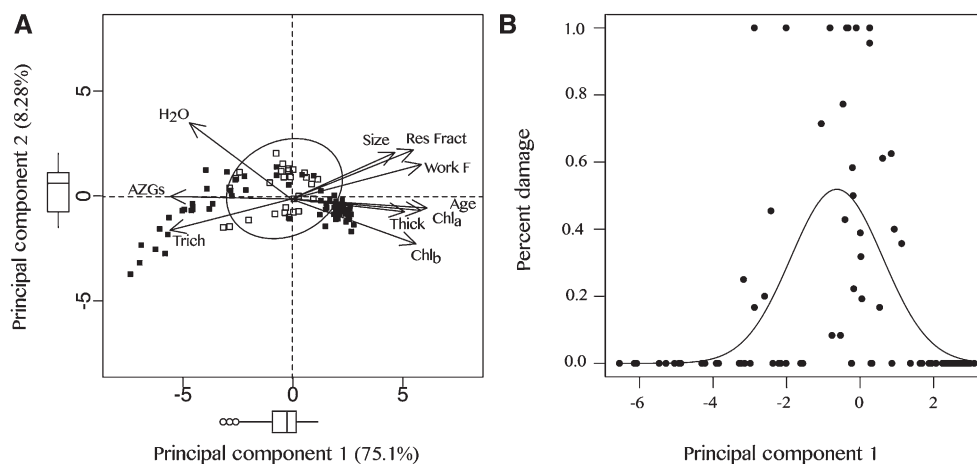 A
Principal component 2 (8.28%)
5
0
-5
H2O
AZGs
Trich
Size
Res Fract
Work F
Age
Chla
Thick
Chlb
-5
0
5
Principal component 1 (75.1%)
B
Percent damage
1.0
0.8
0.6
0.4
0.2
0.0
-6
-4
-2
0
2
Principal component 1